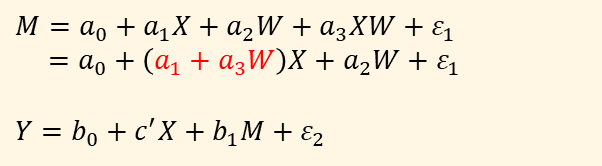 M = a₀ + a₁X + a₂W + a₃XW + ε₁
= a₀ + (a₁ + a₃W)X + a₂W + ε₁
Y = b₀ + c′X + b₁M + ε₂